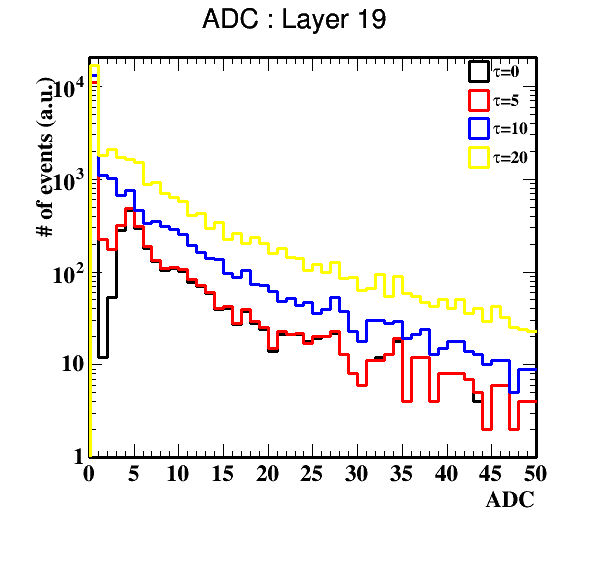 ADC : Layer 19
# of events (a.u.)
10⁴
10³
10²
10
1
τ=0
τ=5
τ=10
τ=20
0 5 10 15 20 25 30 35 40 45 50
ADC